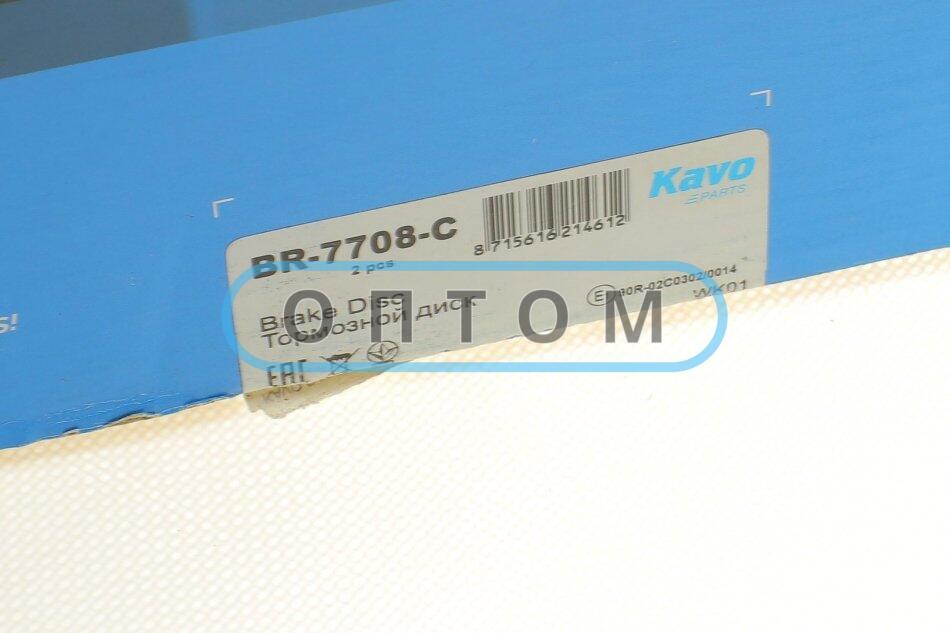 Kavo
PARTS
BR-7708-C
2 pcs
8 715616 214612
Brake Disc
Тормозной диск
E 90R-02C0302/0014
WK01
EAC
ОПТОМ
s!